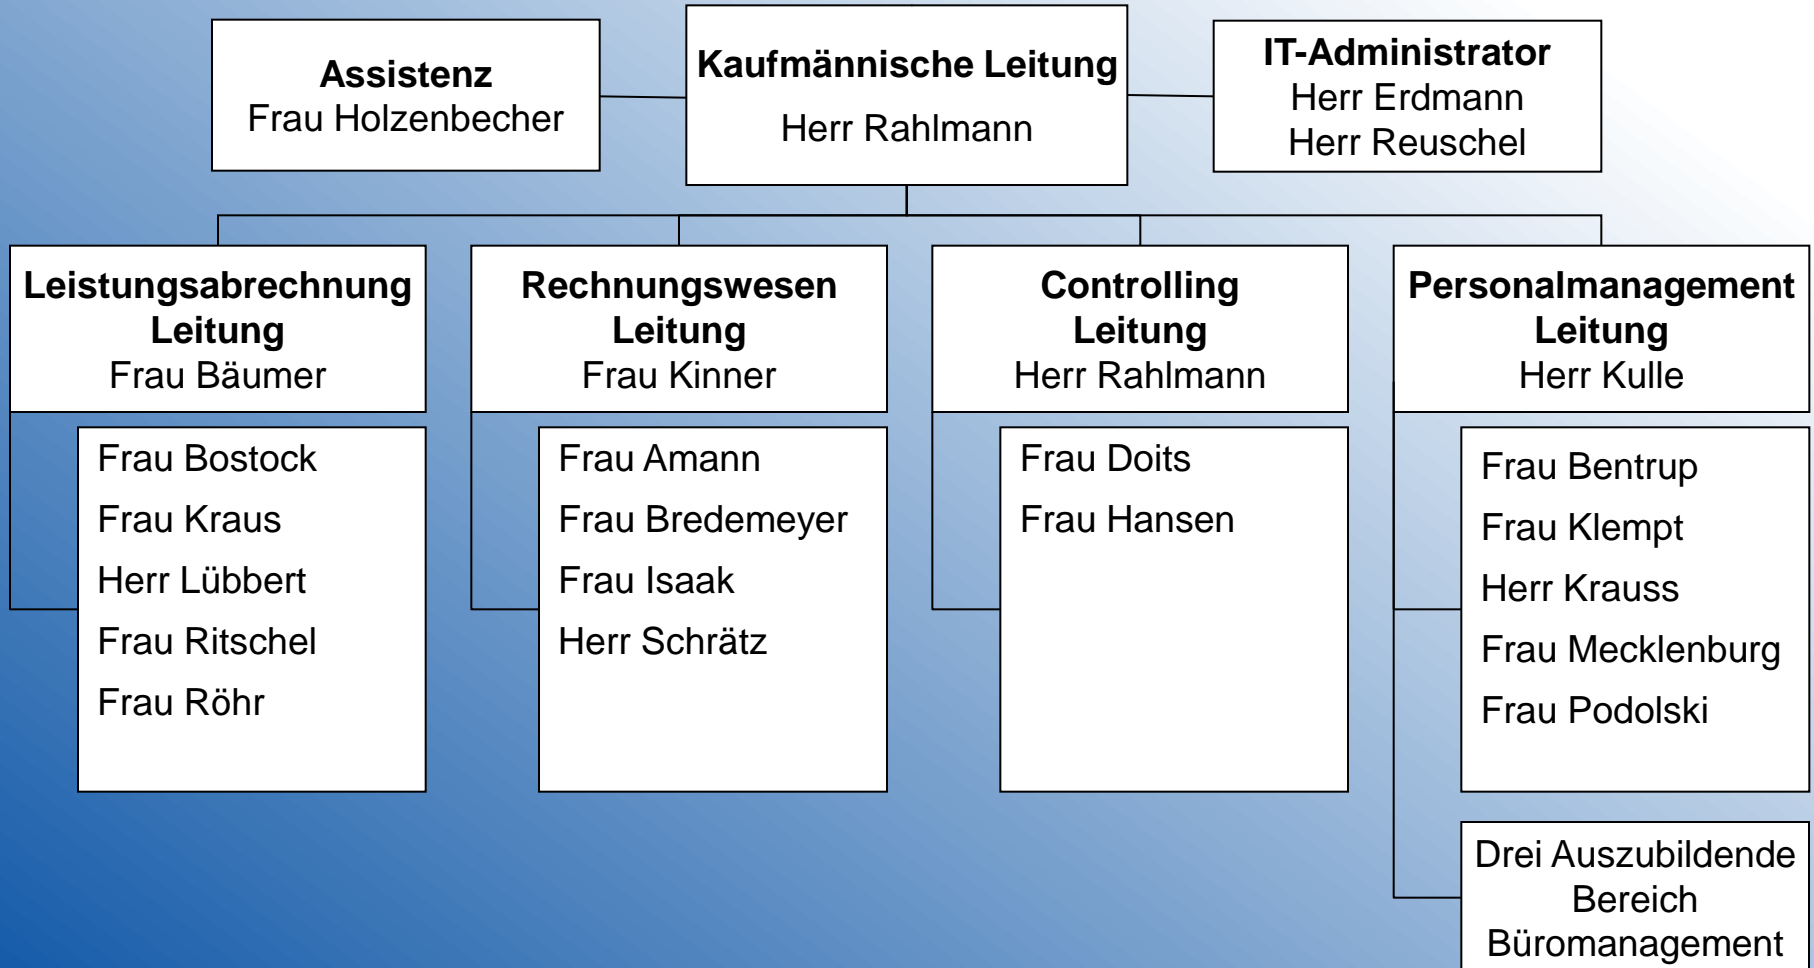 Assistenz
Frau Holzenbecher
Kaufmännische Leitung
Herr Rahlmann
IT-Administrator
Herr Erdmann
Herr Reuschel
Leistungsabrechnung
Leitung
Frau Bäumer
Rechnungswesen
Leitung
Frau Kinner
Controlling
Leitung
Herr Rahlmann
Personalmanagement
Leitung
Herr Kulle
Frau Bostock
Frau Kraus
Herr Lübbert
Frau Ritschel
Frau Röhr
Frau Amann
Frau Bredemeyer
Frau Isaak
Herr Schrätz
Frau Doits
Frau Hansen
Frau Bentrup
Frau Klempt
Herr Krauss
Frau Mecklenburg
Frau Podolski
Drei Auszubildende
Bereich
Büromanagement